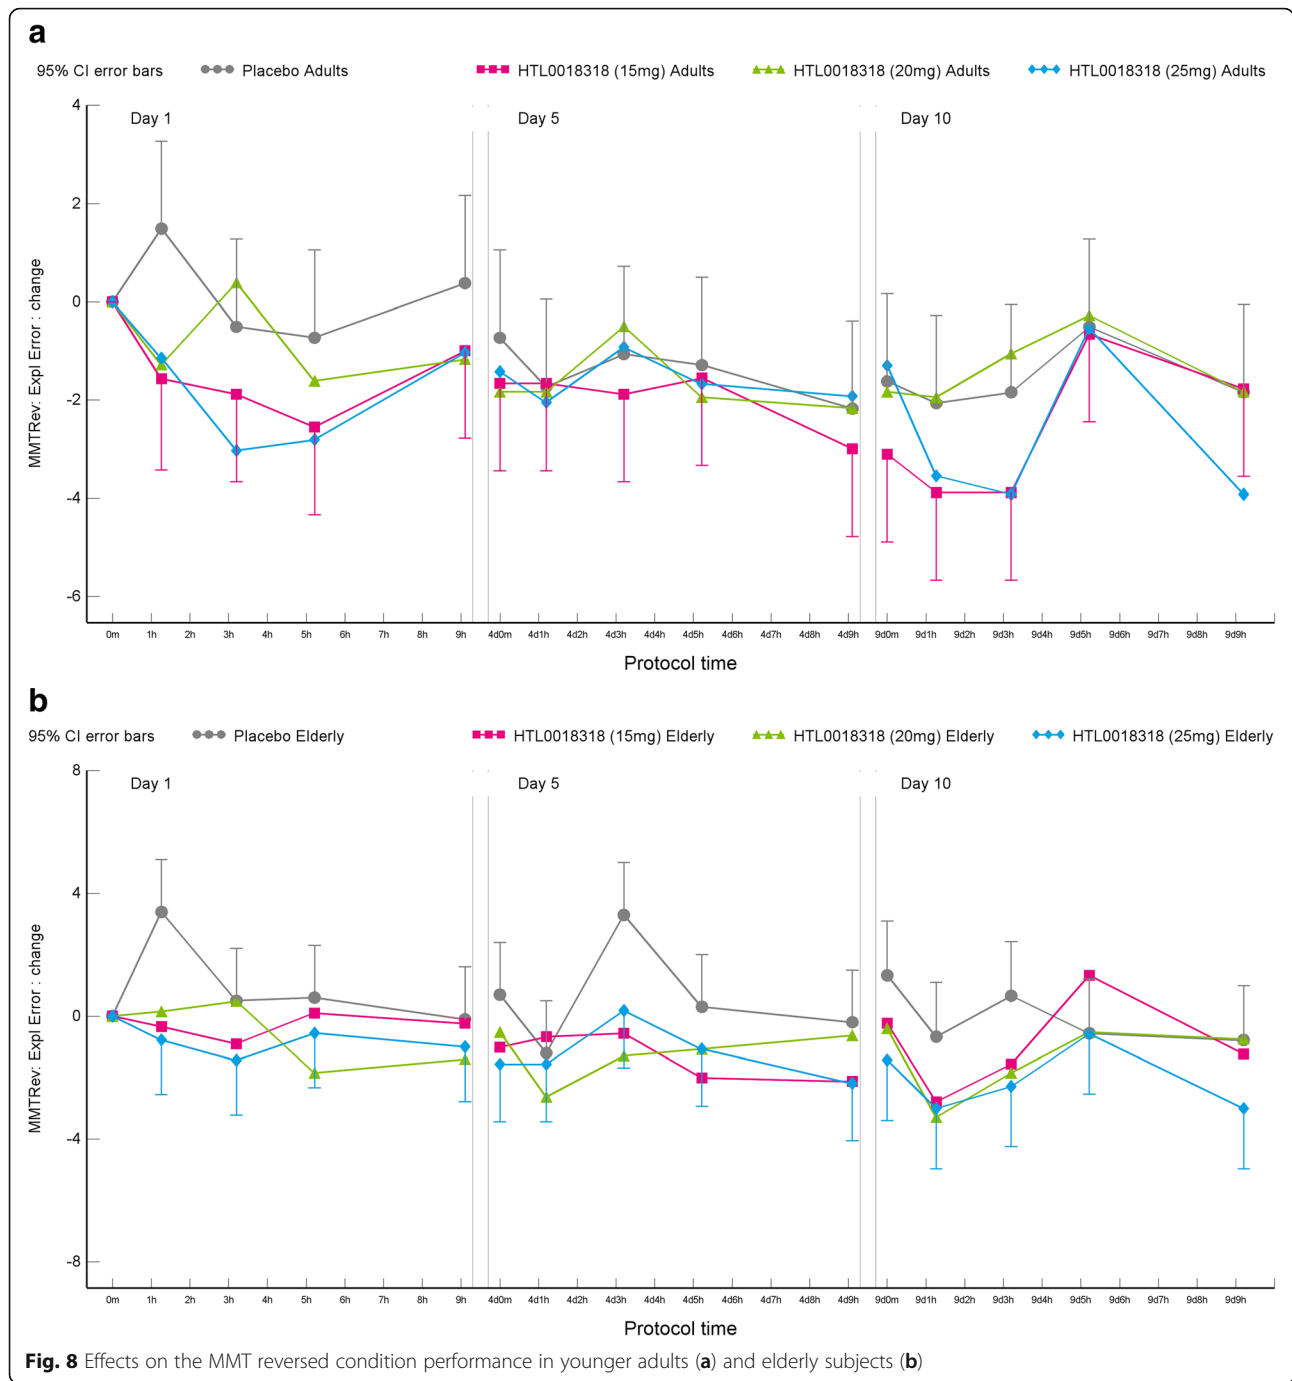 a
95% CI error bars Placebo Adults HTL0018318 (15mg) Adults HTL0018318 (20mg) Adults HTL0018318 (25mg) Adults
Day 1 Day 5 Day 10
4
2
0
-2
-4
-6
MMTRev: Expl Error : change
0m 1h 2h 3h 4h 5h 6h 7h 8h 9h 4d0m 4d1h 4d2h 4d3h 4d4h 4d5h 4d6h 4d7h 4d8h 4d9h 9d0m 9d1h 9d2h 9d3h 9d4h 9d5h 9d6h 9d7h 9d8h 9d9h
Protocol time
b
95% CI error bars Placebo Elderly HTL0018318 (15mg) Elderly HTL0018318 (20mg) Elderly HTL0018318 (25mg) Elderly
Day 1 Day 5 Day 10
8
4
0
-4
-8
MMTRev: Expl Error : change
0m 1h 2h 3h 4h 5h 6h 7h 8h 9h 4d0m 4d1h 4d2h 4d3h 4d4h 4d5h 4d6h 4d7h 4d8h 4d9h 9d0m 9d1h 9d2h 9d3h 9d4h 9d5h 9d6h 9d7h 9d8h 9d9h
Protocol time
Fig. 8 Effects on the MMT reversed condition performance in younger adults (a) and elderly subjects (b)